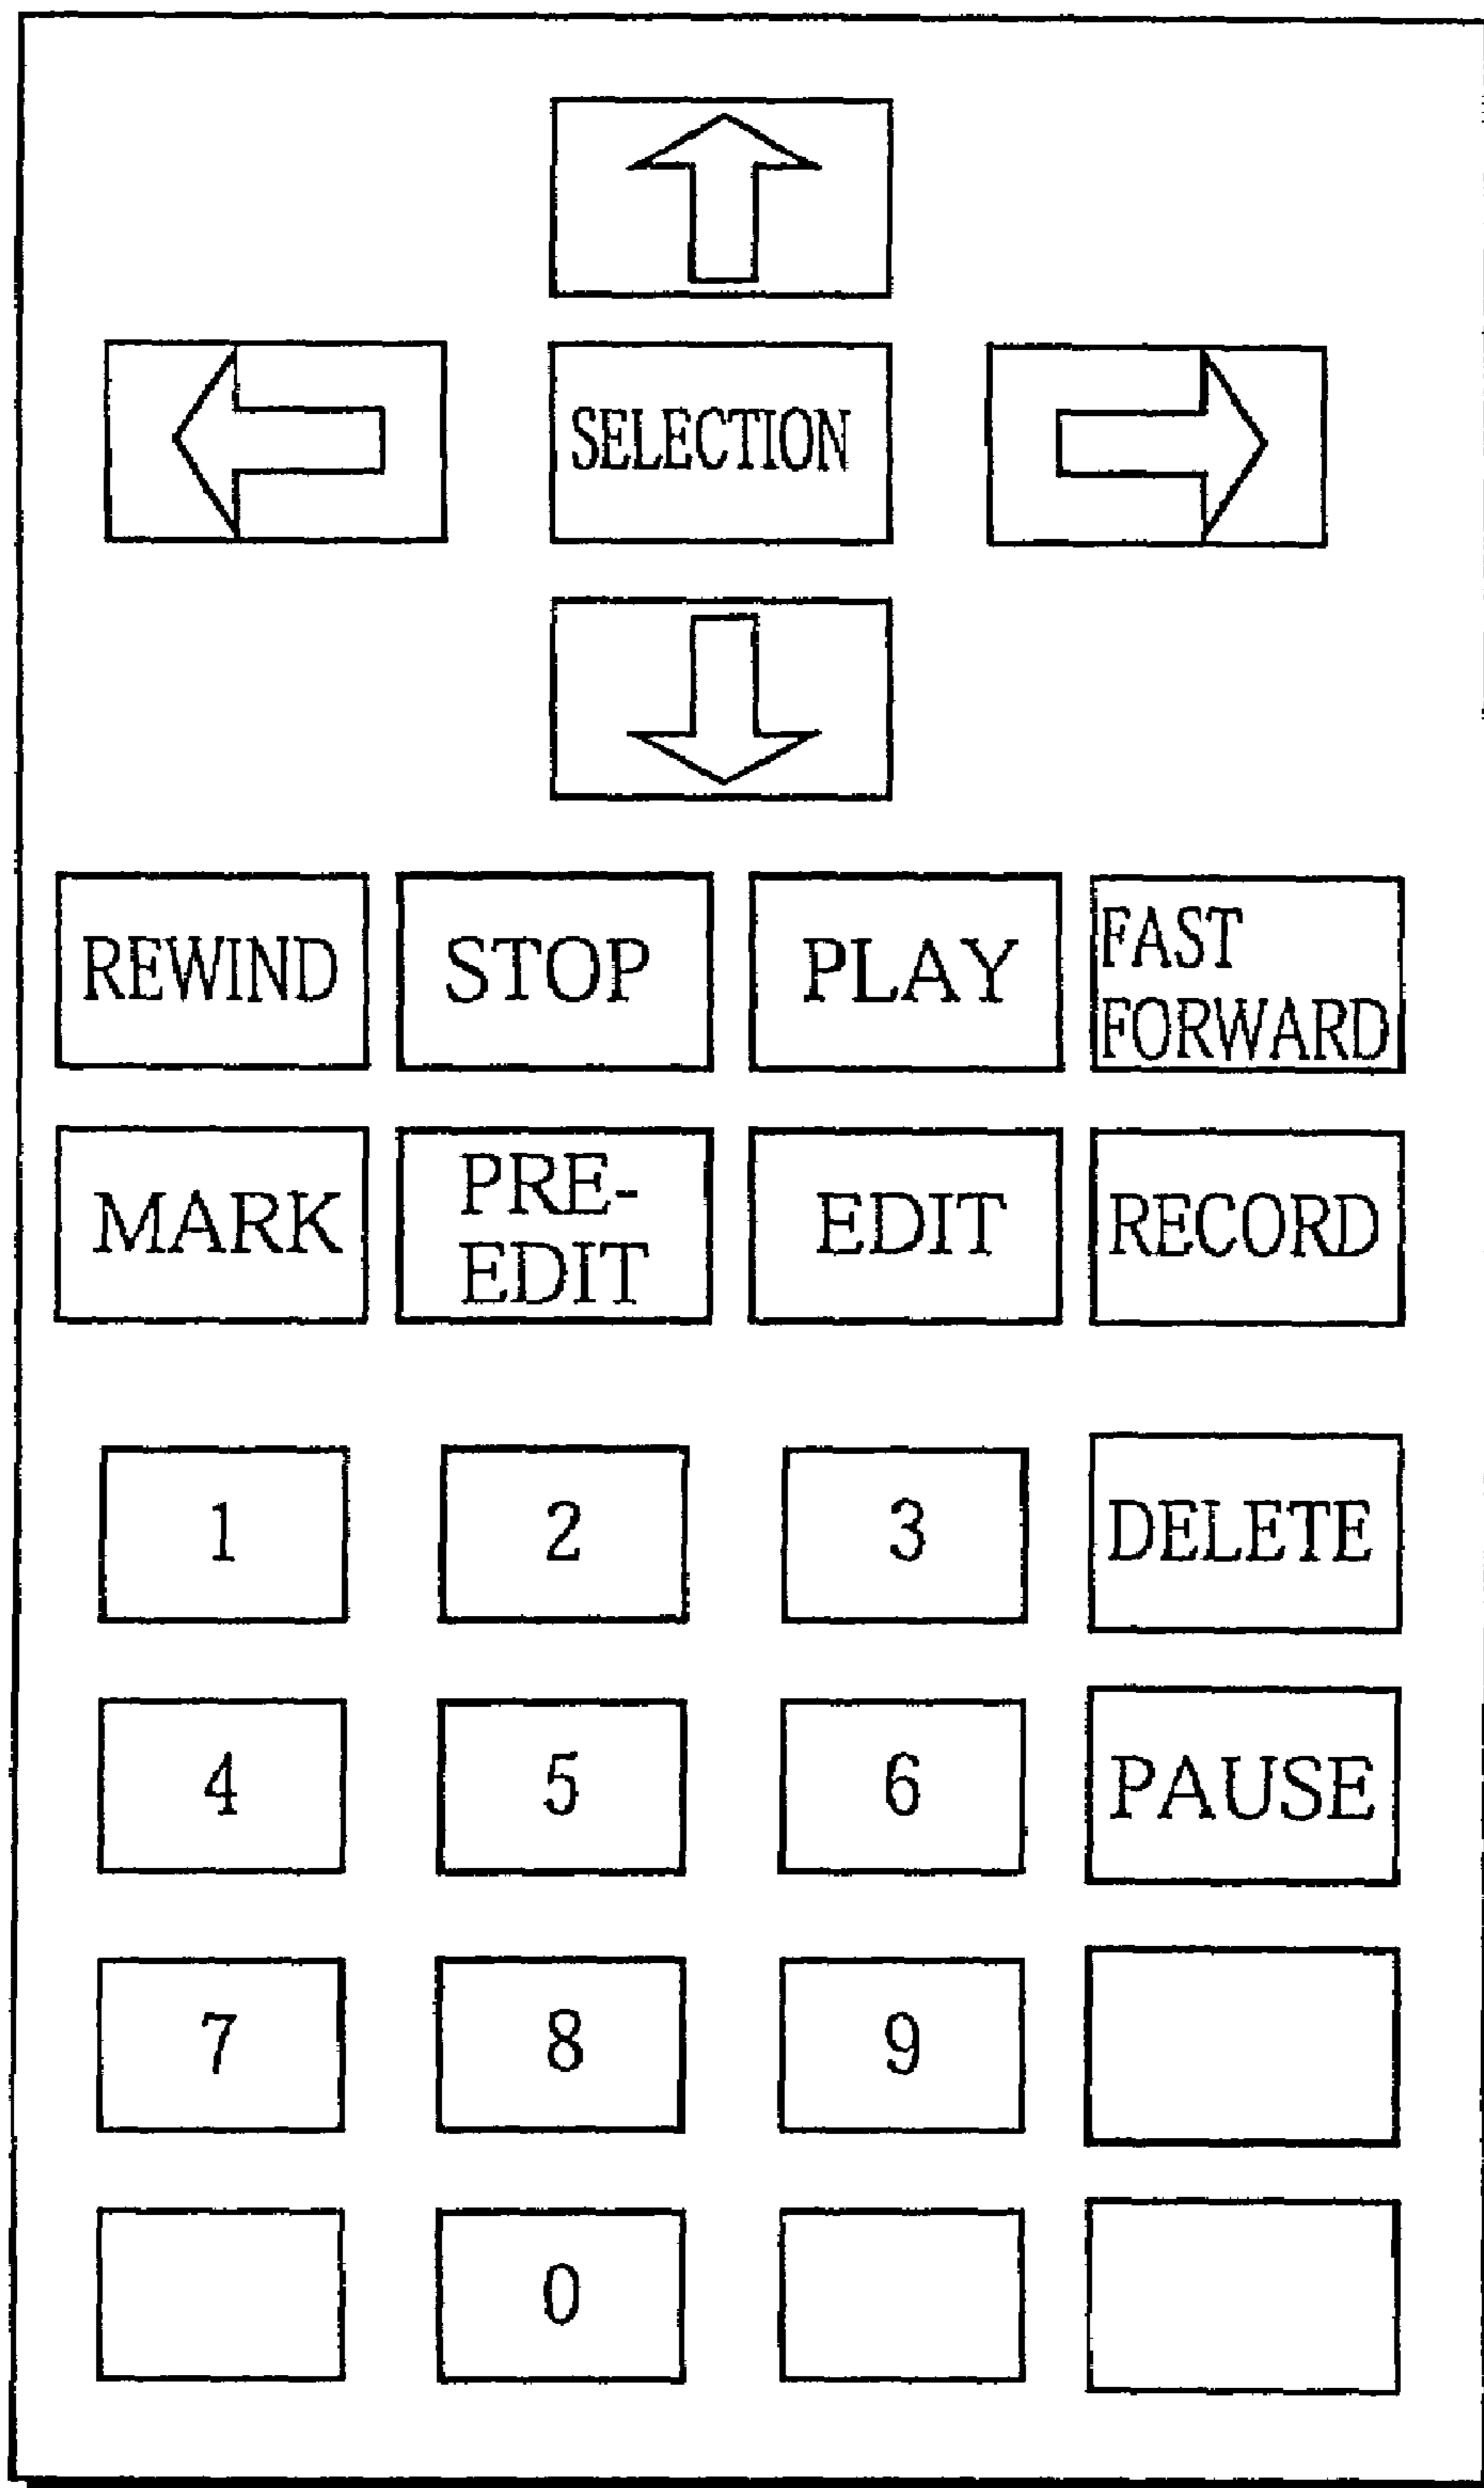 SELECTION
REWIND
STOP
PLAY
FAST
FORWARD
MARK
PRE-
EDIT
EDIT
RECORD
1
2
3
DELETE
4
5
6
PAUSE
7
8
9
0